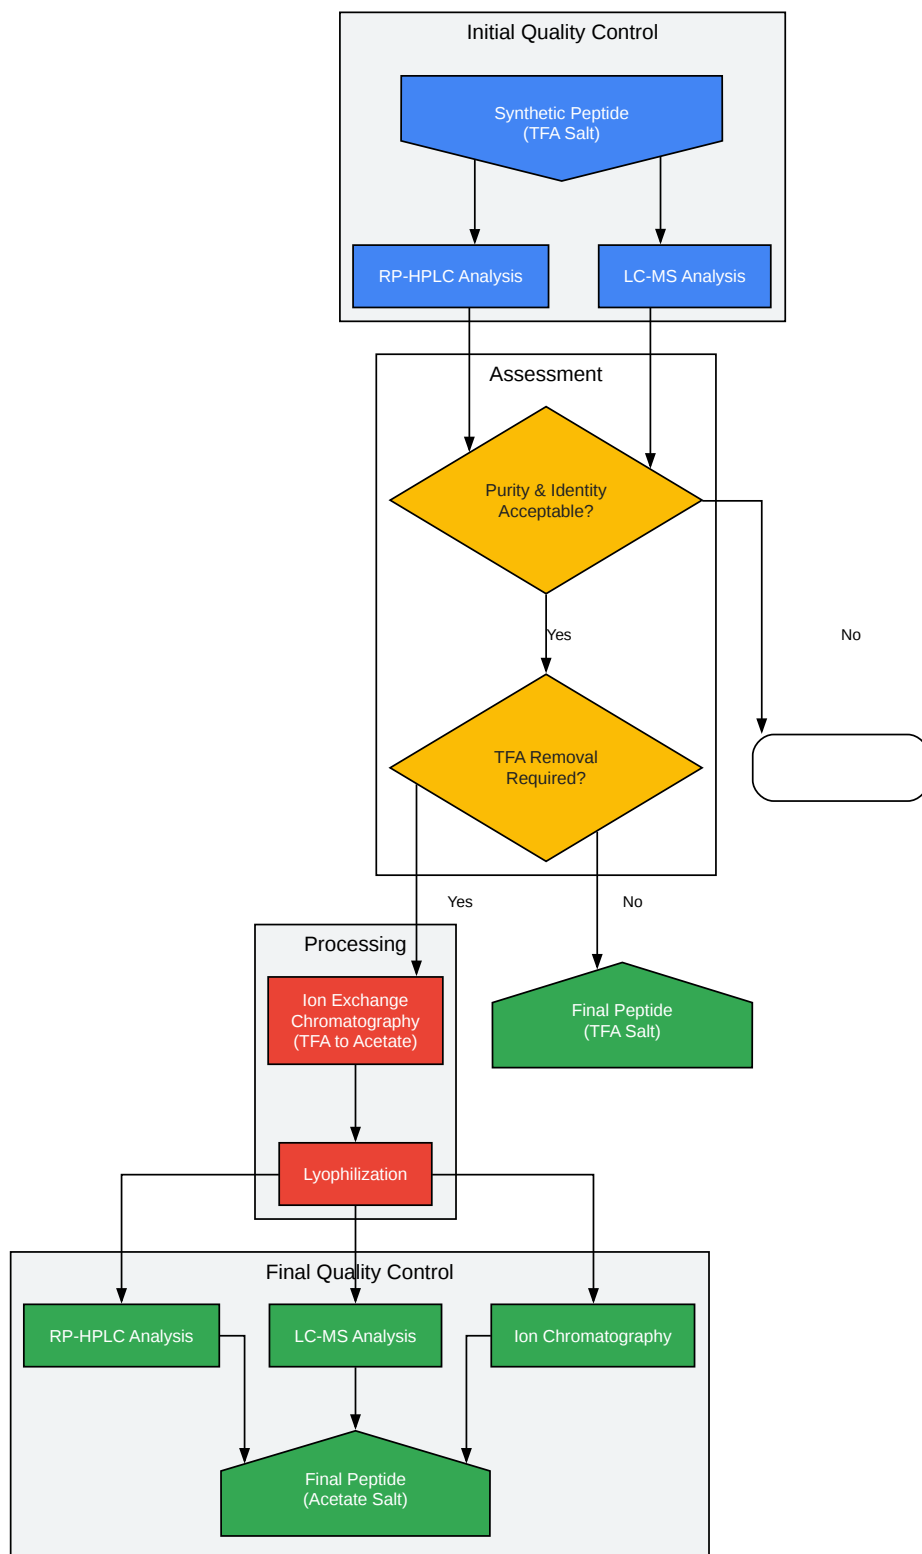 Initial Quality Control
Synthetic Peptide
(TFA Salt)
RP-HPLC Analysis
LC-MS Analysis
Assessment
Purity & Identity
Acceptable?
Yes
No
TFA Removal
Required?
Yes
No
Processing
Ion Exchange
Chromatography
(TFA to Acetate)
Final Peptide
(TFA Salt)
Lyophilization
Final Quality Control
RP-HPLC Analysis
LC-MS Analysis
Ion Chromatography
Final Peptide
(Acetate Salt)